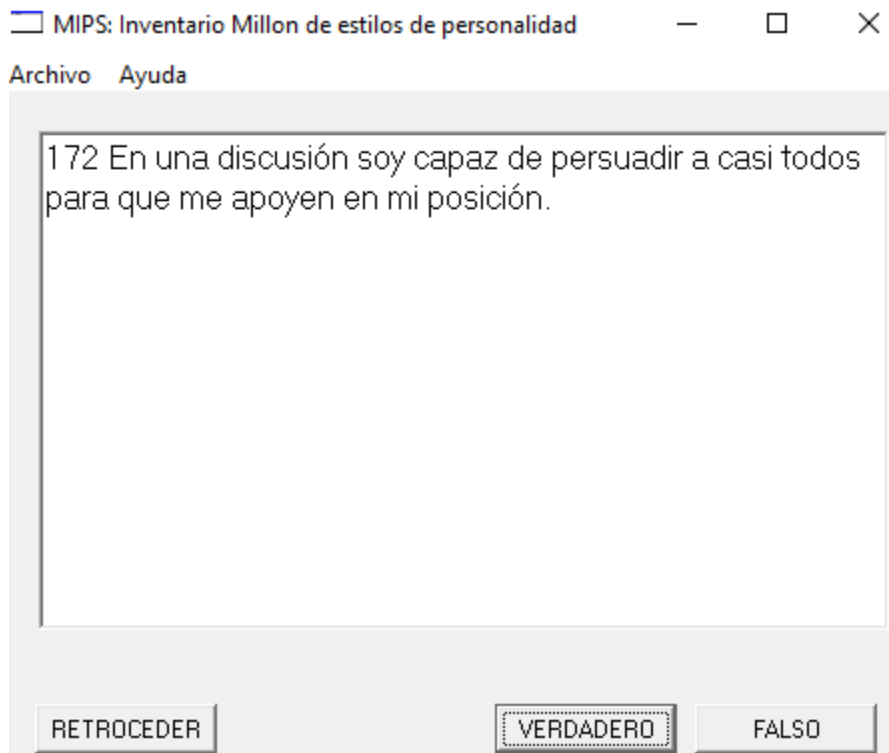 MIPS: Inventario Millon de estilos de personalidad
Archivo Ayuda
172 En una discusión soy capaz de persuadir a casi todos
para que me apoyen en mi posición.
RETROCEDER VERDADERO FALSO